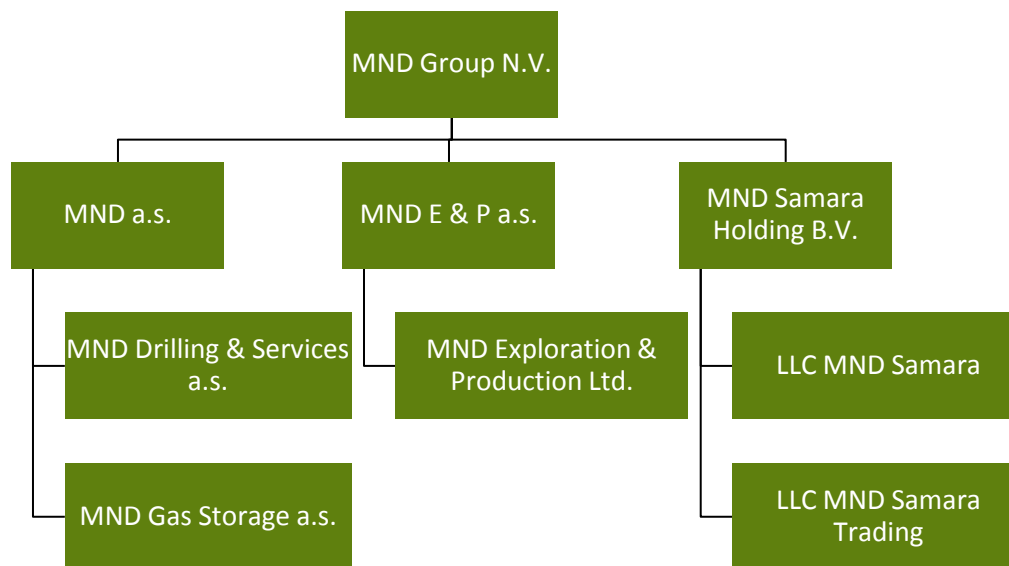 MND Group N.V.
MND a.s.
MND E & P a.s.
MND Samara
Holding B.V.
MND Drilling & Services
a.s.
MND Exploration &
Production Ltd.
LLC MND Samara
MND Gas Storage a.s.
LLC MND Samara
Trading